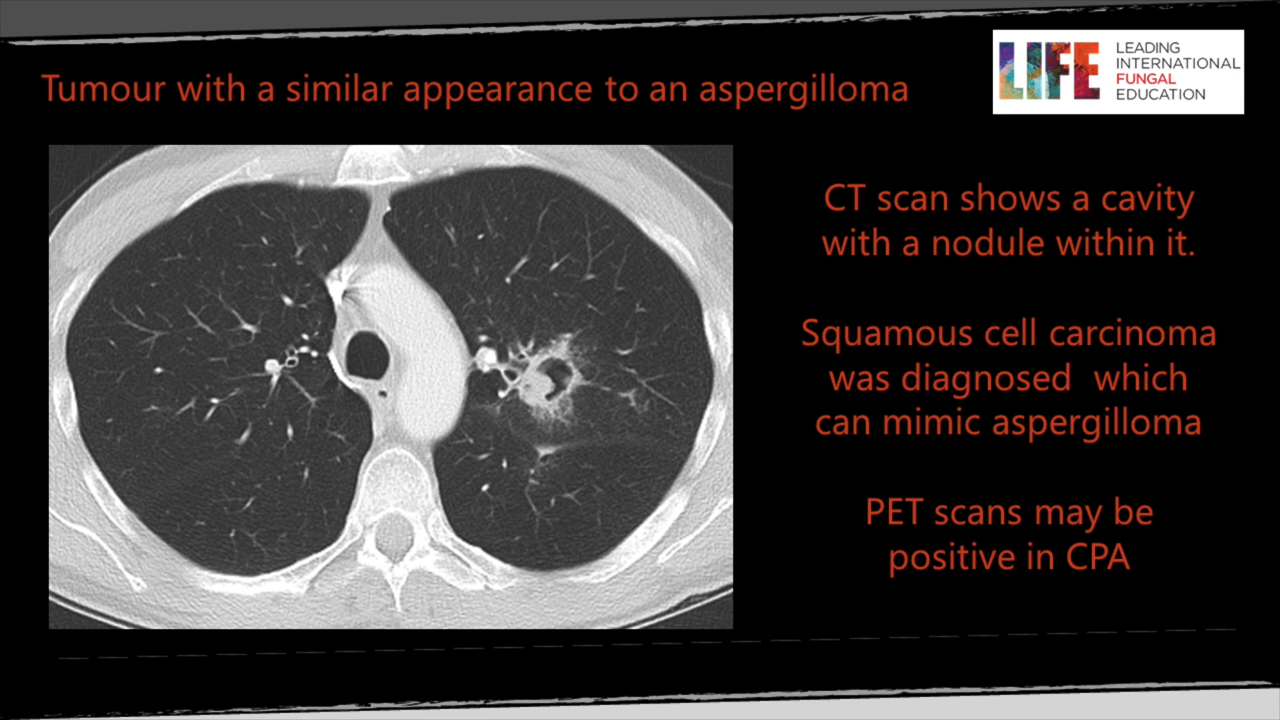 Tumour with a similar appearance to an aspergilloma
LIFE
LEADING
INTERNATIONAL
FUNGAL
EDUCATION
CT scan shows a cavity
with a nodule within it.
Squamous cell carcinoma
was diagnosed  which
can mimic aspergilloma
PET scans may be
positive in CPA